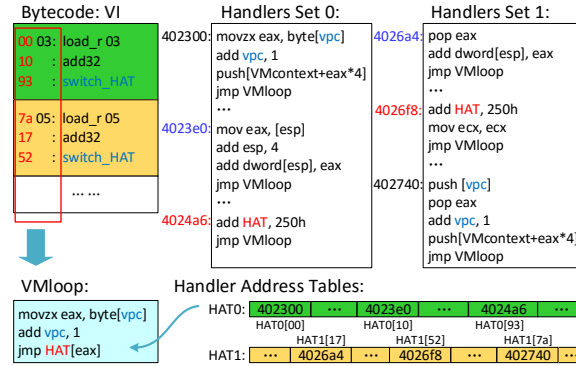 Bytecode: VI
00 03: load_r 03
10 : add32
93 : switch_HAT
7a 05: load_r 05
17 : add32
52 : switch_HAT
... ...
Handlers Set 0:
402300: movzx eax, byte[vpc]
add vpc, 1
push[VMcontext+eax*4]
jmp VMloop
...
4023e0: mov eax, [esp]
add esp, 4
add dword[esp], eax
jmp VMloop
...
4024a6: add HAT, 250h
jmp VMloop
Handlers Set 1:
4026a4: pop eax
add dword[esp], eax
jmp VMloop
...
4026f8: add HAT, 250h
mov ecx, ecx
jmp VMloop
...
402740: push [vpc]
pop eax
add vpc, 1
push[VMcontext+eax*4]
jmp VMloop
VMloop:
movzx eax, byte[vpc]
add vpc, 1
jmp HAT[eax]
Handler Address Tables:
HAT0: 402300 ... 4023e0 ... 4024a6 ...
HAT0[00] HAT0[10] HAT0[93]
HAT1[17] HAT1[52] HAT1[7a]
HAT1: ... 4026a4 ... 4026f8 ... 402740 ...